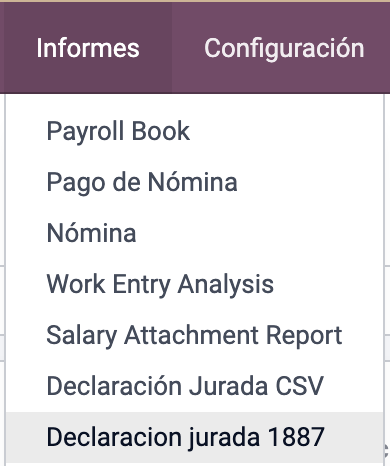 Informes Configuración
Payroll Book
Pago de Nómina
Nómina
Work Entry Analysis
Salary Attachment Report
Declaración Jurada CSV
Declaracion jurada 1887